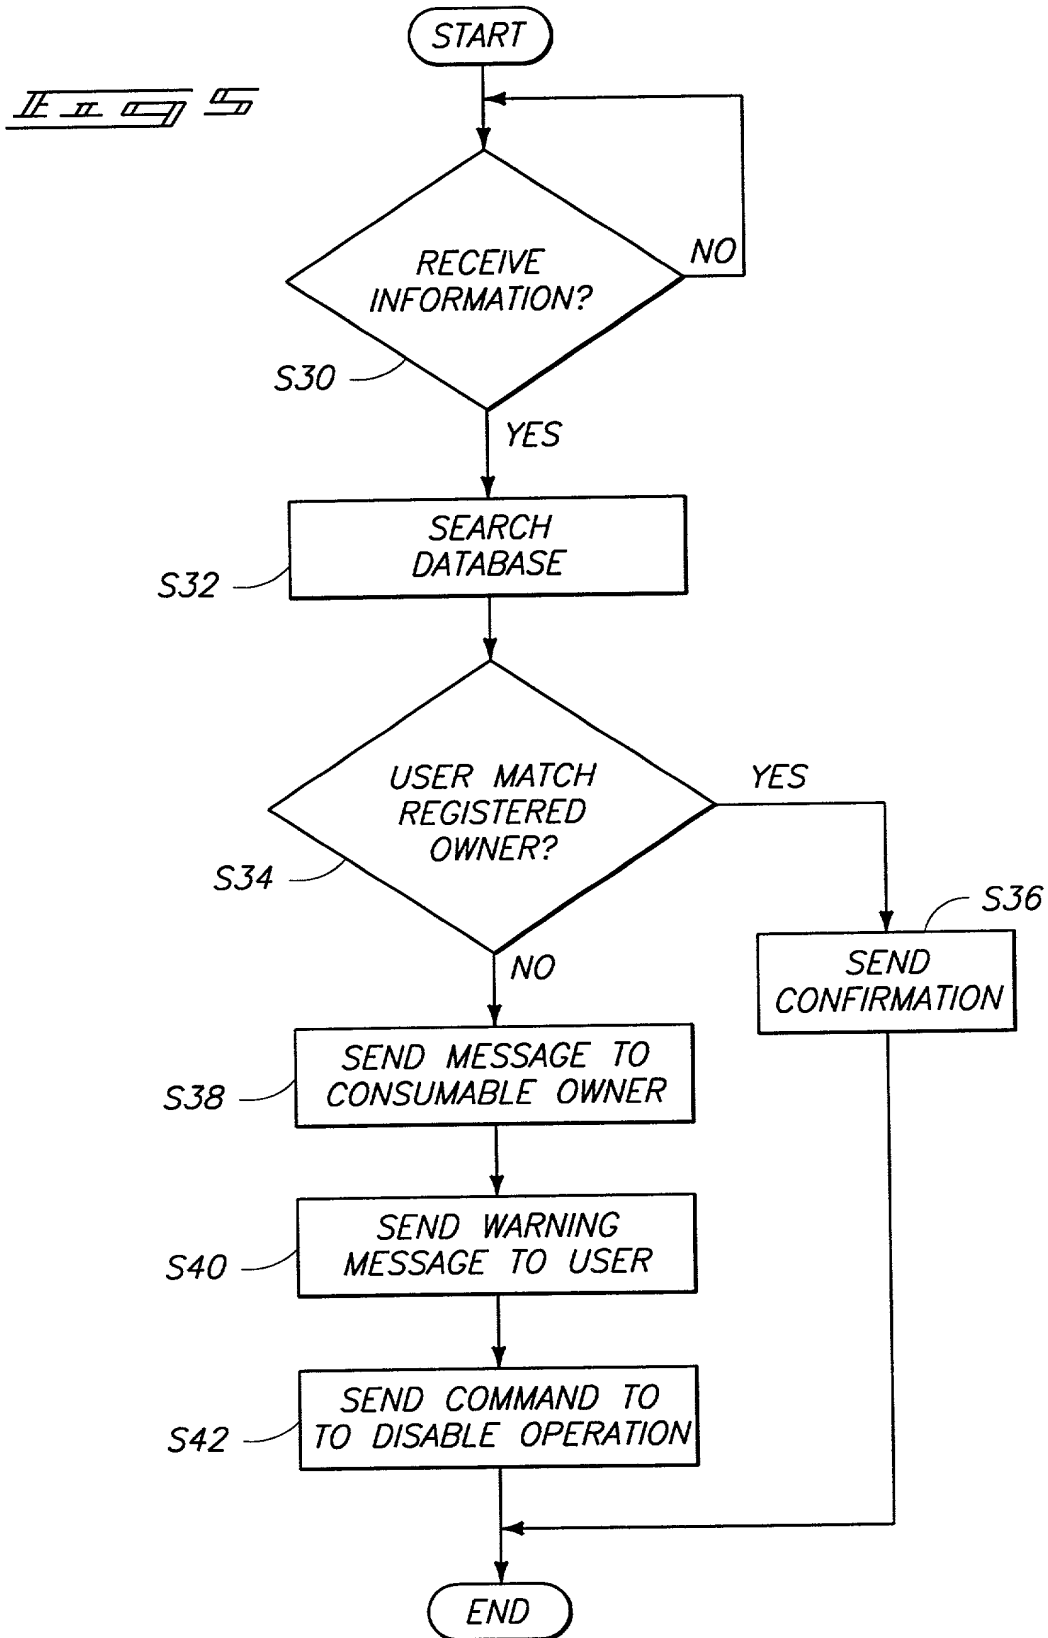 START
Fig 5
RECEIVE
INFORMATION?
NO
S30
YES
SEARCH
DATABASE
S32
USER MATCH
REGISTERED
OWNER?
YES
S34
S36
SEND
CONFIRMATION
NO
SEND MESSAGE TO
CONSUMABLE OWNER
S38
SEND WARNING
MESSAGE TO USER
S40
SEND COMMAND TO
TO DISABLE OPERATION
S42
END